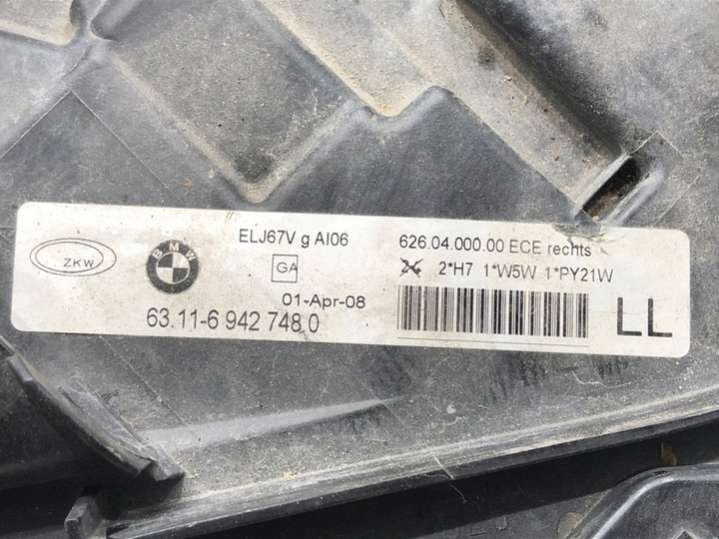 ZKW
BMW
ELJ67V g AI06
GA
01-Apr-08
63.11-6 942 748.0
626.04.000.00 ECE rechts
2*H7 1*W5W 1*PY21W
LL